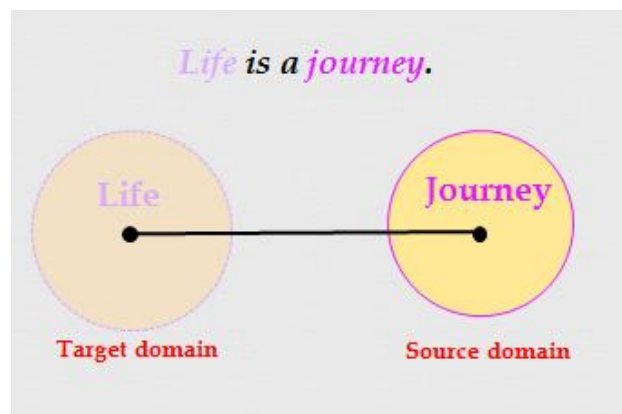 Life is a journey.
Life
Journey
Target domain
Source domain